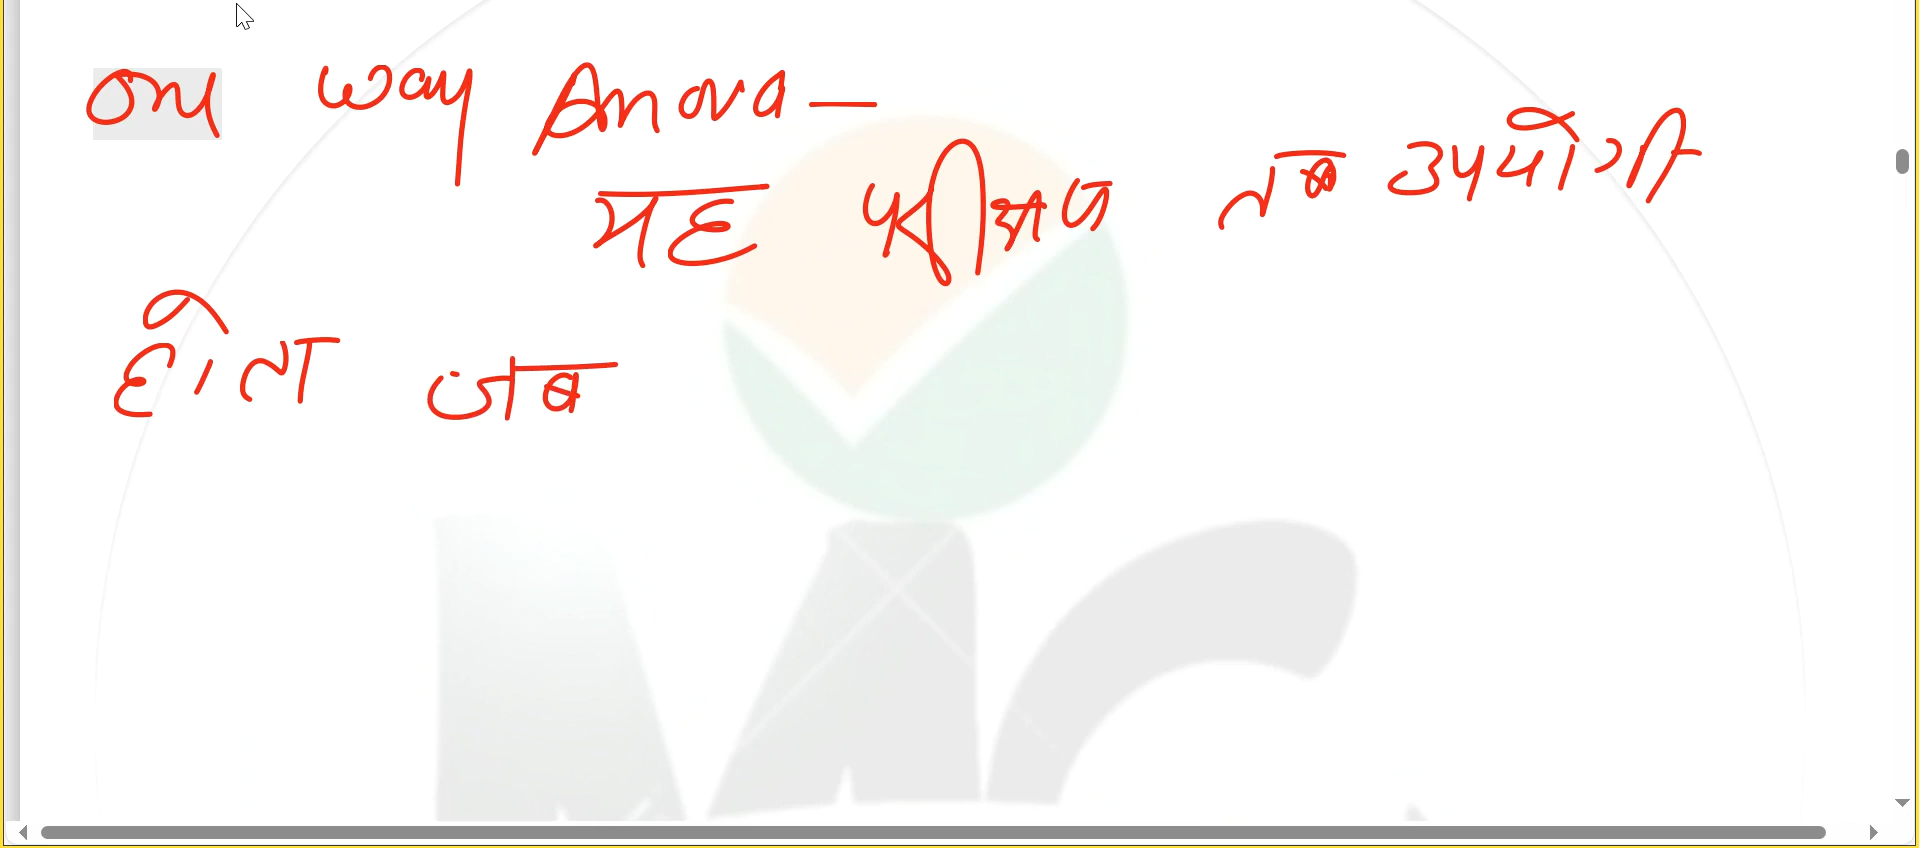 One way Anova —
यह परीक्षण तब उपयोगी
होता जब